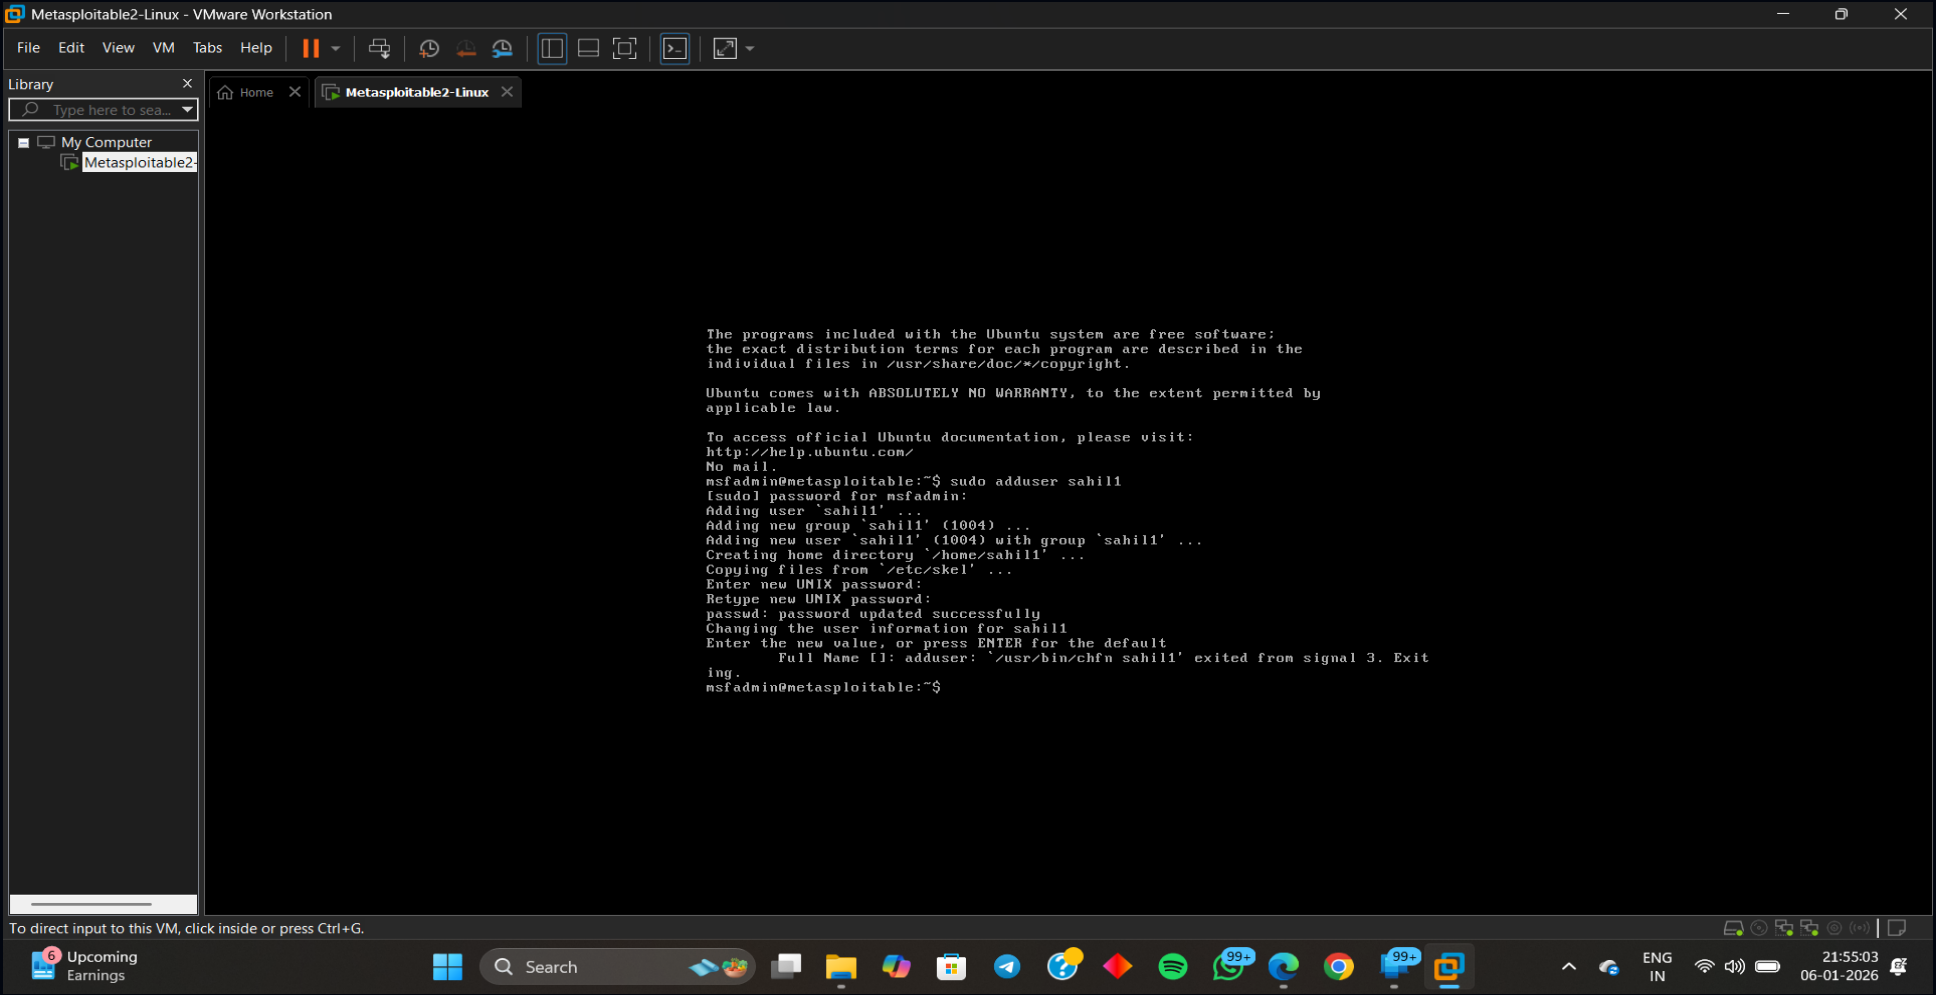 Metasploitable2-Linux - VMware Workstation
File Edit View VM Tabs Help
Library
Type here to sea...
Home
Metasploitable2-Linux
My Computer
Metasploitable2-
The programs included with the Ubuntu system are free software;
the exact distribution terms for each program are described in the
individual files in /usr/share/doc/*/copyright.
Ubuntu comes with ABSOLUTELY NO WARRANTY, to the extent permitted by
applicable law.
To access official Ubuntu documentation, please visit:
http://help.ubuntu.com/
No mail.
msfadmin@metasploitable:~$ sudo adduser sahil1
[sudo] password for msfadmin:
Adding user `sahil1' ...
Adding new group `sahil1' (1004) ...
Adding new user `sahil1' (1004) with group `sahil1' ...
Creating home directory `/home/sahil1' ...
Copying files from `/etc/skel' ...
Enter new UNIX password:
Retype new UNIX password:
passwd: password updated successfully
Changing the user information for sahil1
Enter the new value, or press ENTER for the default
Full Name []: adduser: `/usr/bin/chfn sahil1' exited from signal 3. Exit
ing.
msfadmin@metasploitable:~$
To direct input to this VM, click inside or press Ctrl+G.
6
Upcoming
Earnings
Search
99+
99+
ENG
IN
21:55:03
06-01-2026